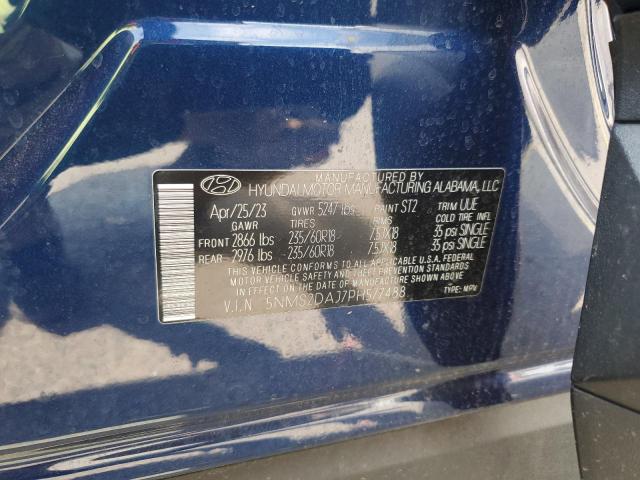 MANUFACTURED BY
HYUNDAI MOTOR MANUFACTURING ALABAMA, LLC
Apr/25/23 GVWR 5247 lbs PRINT ST2 TRIM UUE
GAWR TIRES RIMS COLD TIRE INFL
FRONT 2866 lbs 235/60R18 7.5JX18 35 psi SINGLE
REAR 2976 lbs 235/60R18 7.5JX18 35 psi SINGLE
THIS VEHICLE CONFORMS TO ALL APPLICABLE U.S.A. FEDERAL
MOTOR VEHICLE SAFETY, BUMPER, AND THEFT PREVENTION STANDARDS
IN EFFECT ON THE DATE OF MANUFACTURE SHOWN ABOVE.
V.I.N 5NMS2DAJ7PH577488 TYPE: MPV